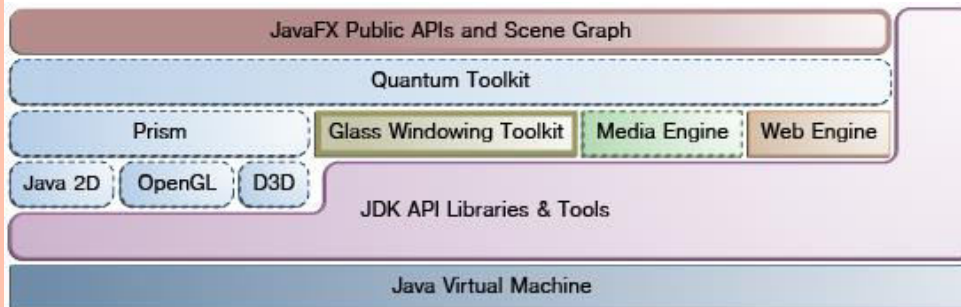 JavaFX Public APIs and Scene Graph
Quantum Toolkit
Prism
Glass Windowing Toolkit
Media Engine
Web Engine
Java 2D
OpenGL
D3D
JDK API Libraries & Tools
Java Virtual Machine